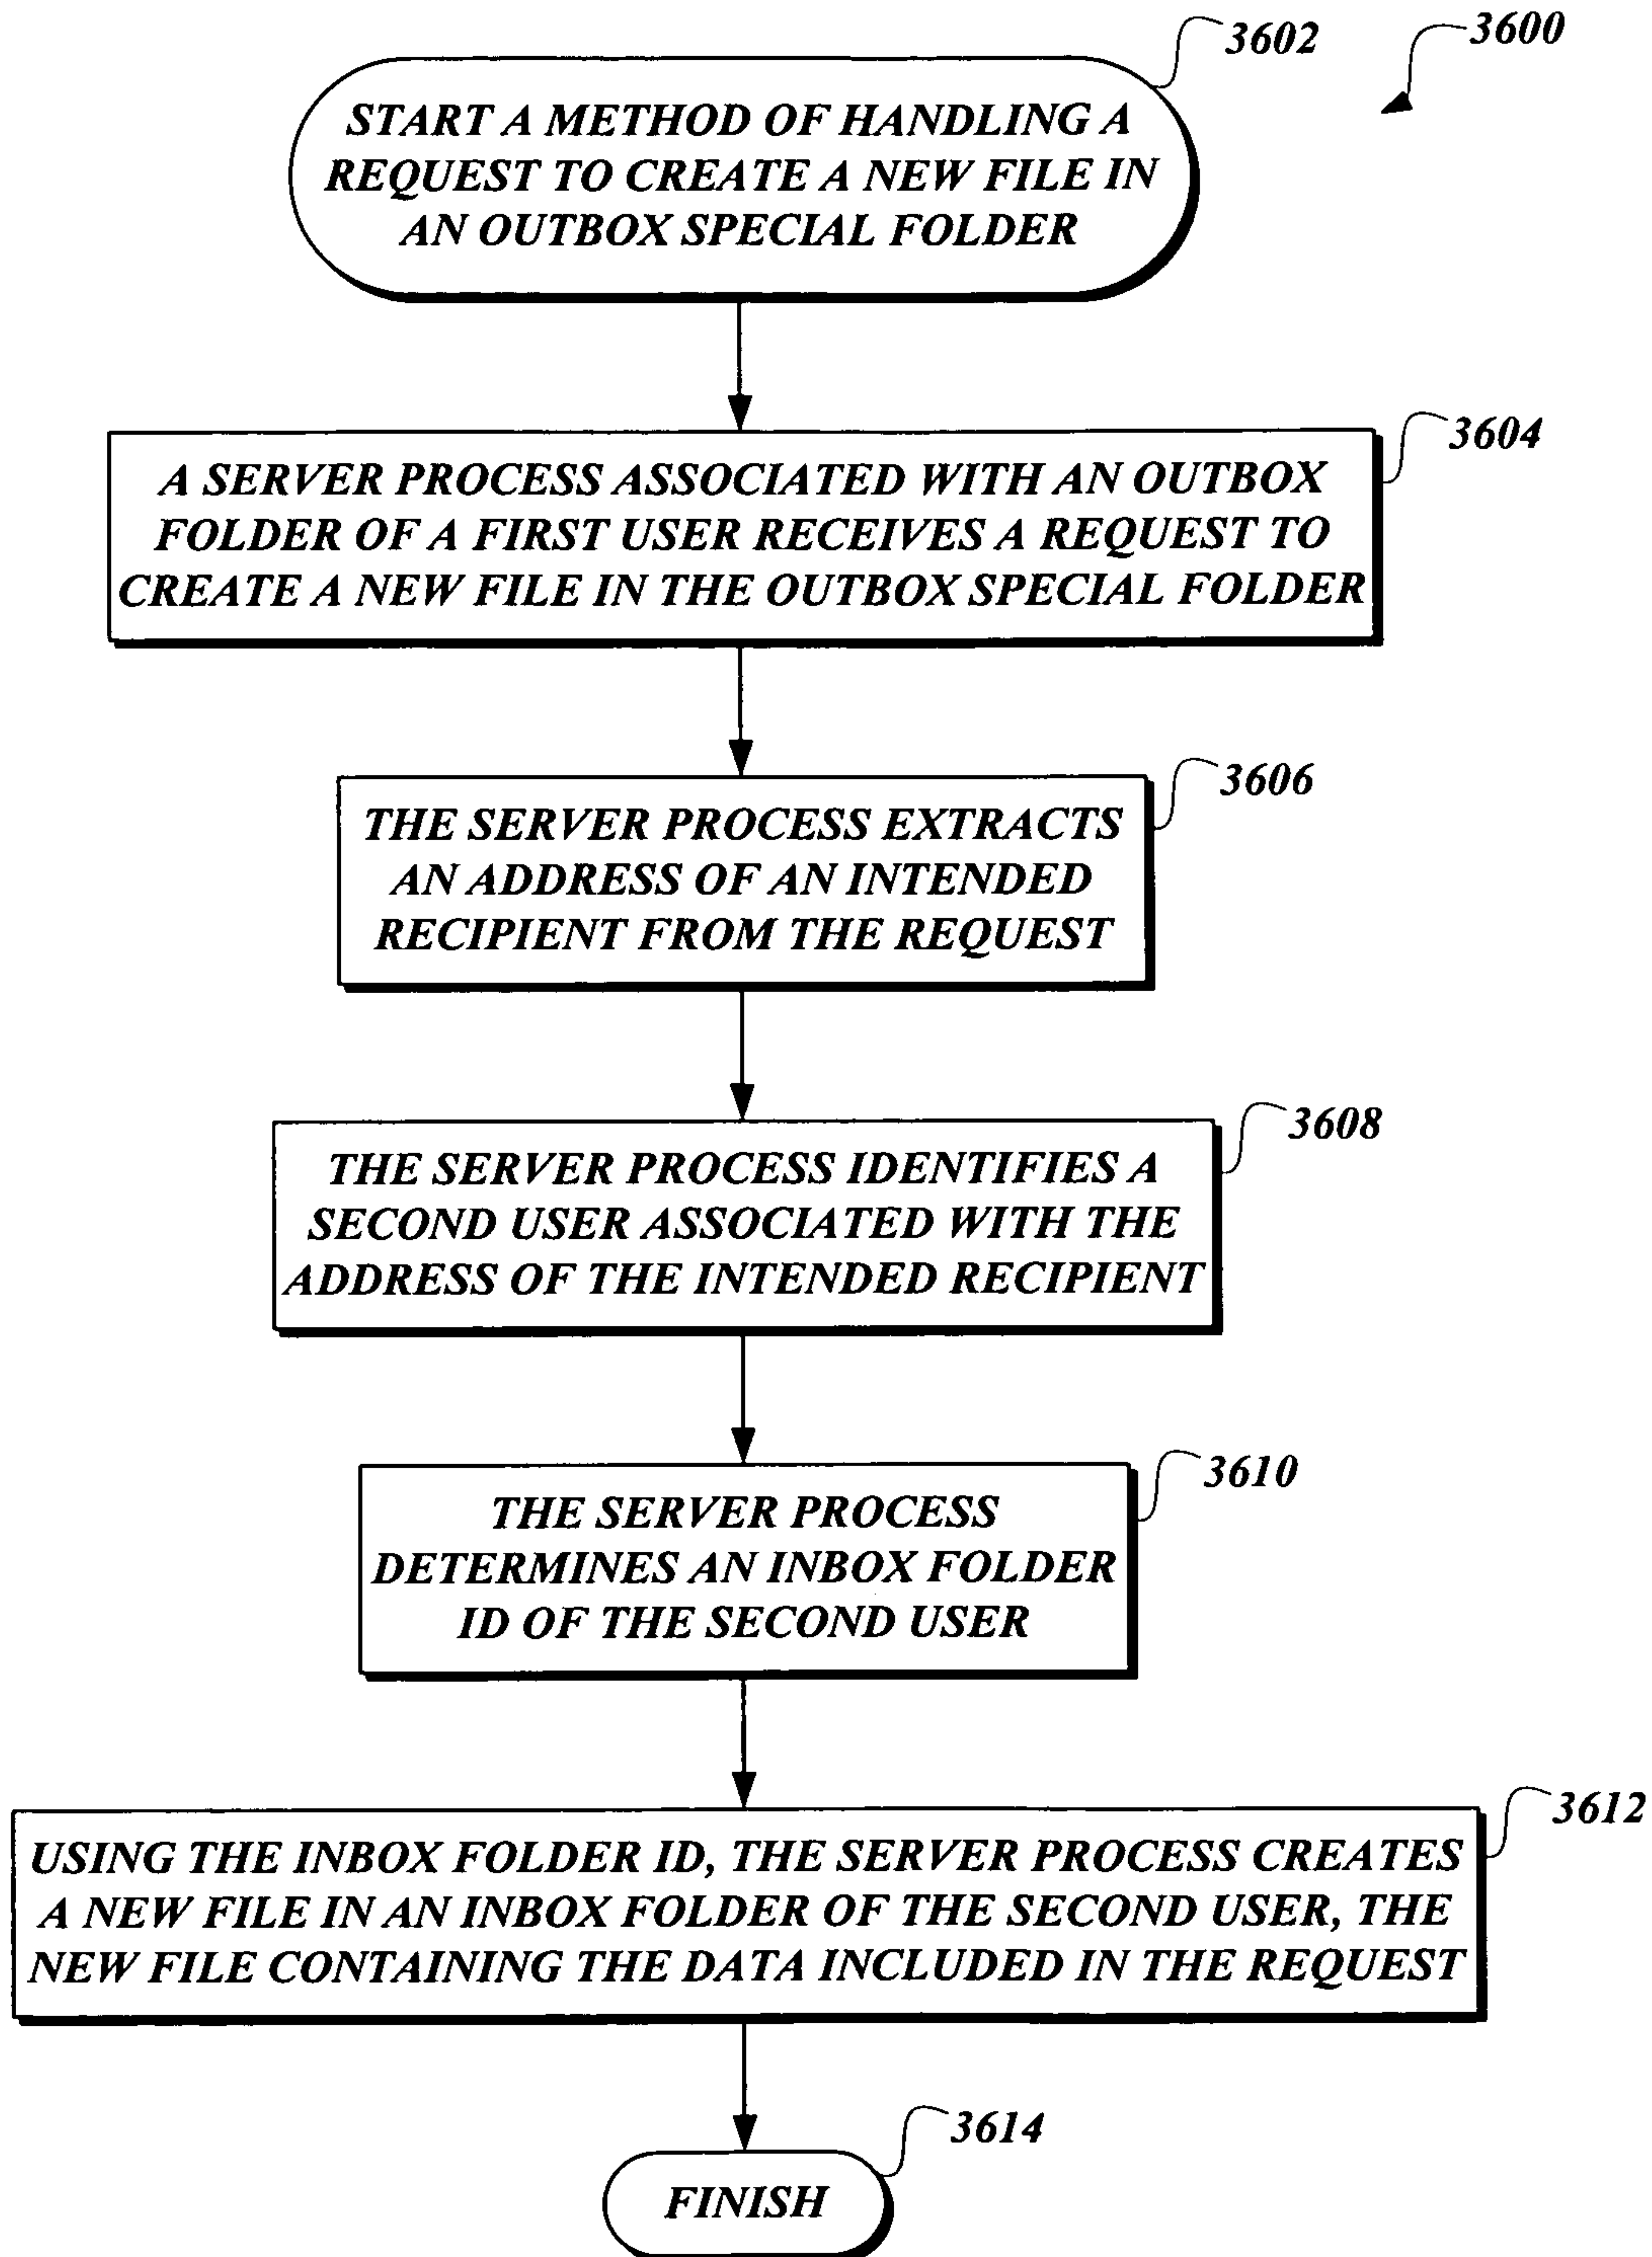 3602
3600
START A METHOD OF HANDLING A
REQUEST TO CREATE A NEW FILE IN
AN OUTBOX SPECIAL FOLDER
3604
A SERVER PROCESS ASSOCIATED WITH AN OUTBOX
FOLDER OF A FIRST USER RECEIVES A REQUEST TO
CREATE A NEW FILE IN THE OUTBOX SPECIAL FOLDER
3606
THE SERVER PROCESS EXTRACTS
AN ADDRESS OF AN INTENDED
RECIPIENT FROM THE REQUEST
3608
THE SERVER PROCESS IDENTIFIES A
SECOND USER ASSOCIATED WITH THE
ADDRESS OF THE INTENDED RECIPIENT
3610
THE SERVER PROCESS
DETERMINES AN INBOX FOLDER
ID OF THE SECOND USER
3612
USING THE INBOX FOLDER ID, THE SERVER PROCESS CREATES
A NEW FILE IN AN INBOX FOLDER OF THE SECOND USER, THE
NEW FILE CONTAINING THE DATA INCLUDED IN THE REQUEST
3614
FINISH